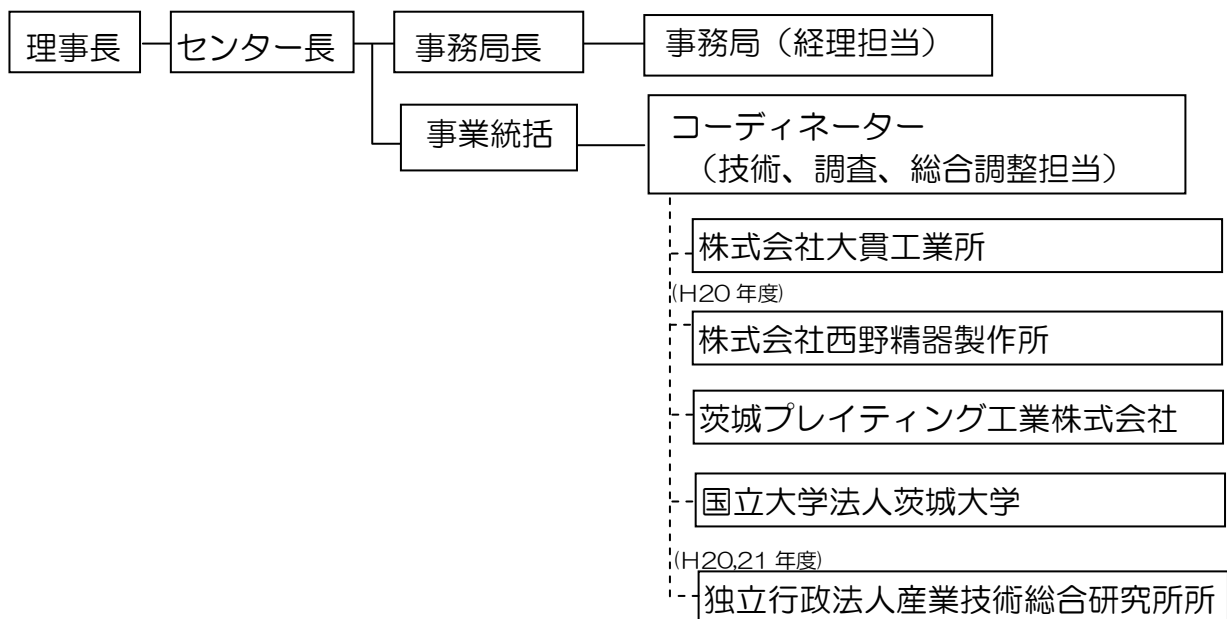 理事長 センター長 事務局長 事務局（経理担当）
事業統括
コーディネーター
（技術、調査、総合調整担当）
株式会社大貫工業所
(H20 年度)
株式会社西野精器製作所
茨城プレイティング工業株式会社
国立大学法人茨城大学
(H20,21 年度)
独立行政法人産業技術総合研究所所